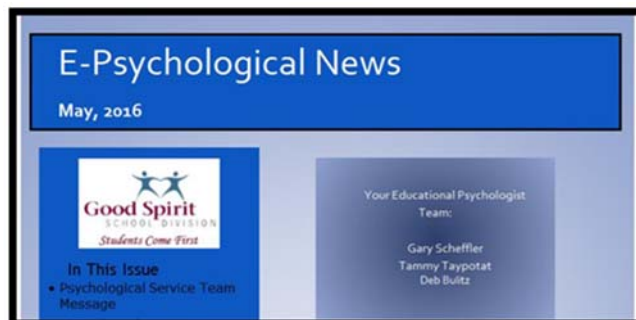 E-Psychological News
May, 2016
Good Spirit
SCHOOL DIVISION
Students Come First
In This Issue
• Psychological Service Team
Message
Your Educational Psychologist
Team:
Gary Scheffler
Tammy Taypotat
Deb Bulitz